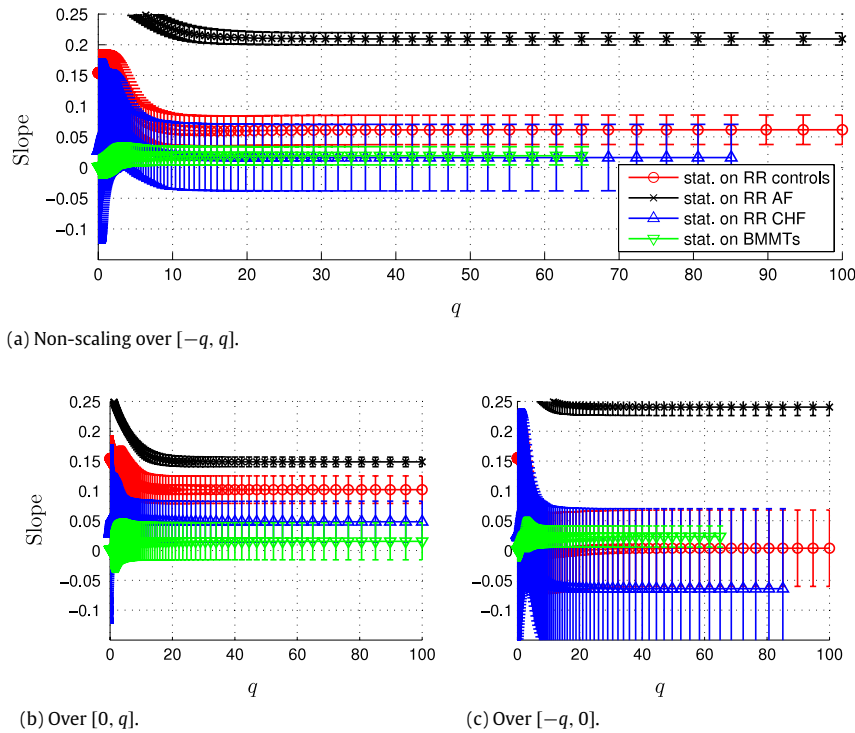 0.25
0.2
0.15
0.1
0.05
0
−0.05
−0.1
Slope
0 10 20 30 40 50 60 70 80 90 100
q
stat. on RR controls
stat. on RR AF
stat. on RR CHF
stat. on BMMTs
(a) Non-scaling over [−q, q].
0.25
0.2
0.15
0.1
0.05
0
−0.05
−0.1
Slope
0 20 40 60 80 100
q
(b) Over [0, q].
0.25
0.2
0.15
0.1
0.05
0
−0.05
−0.1
0 20 40 60 80 100
q
(c) Over [−q, 0].